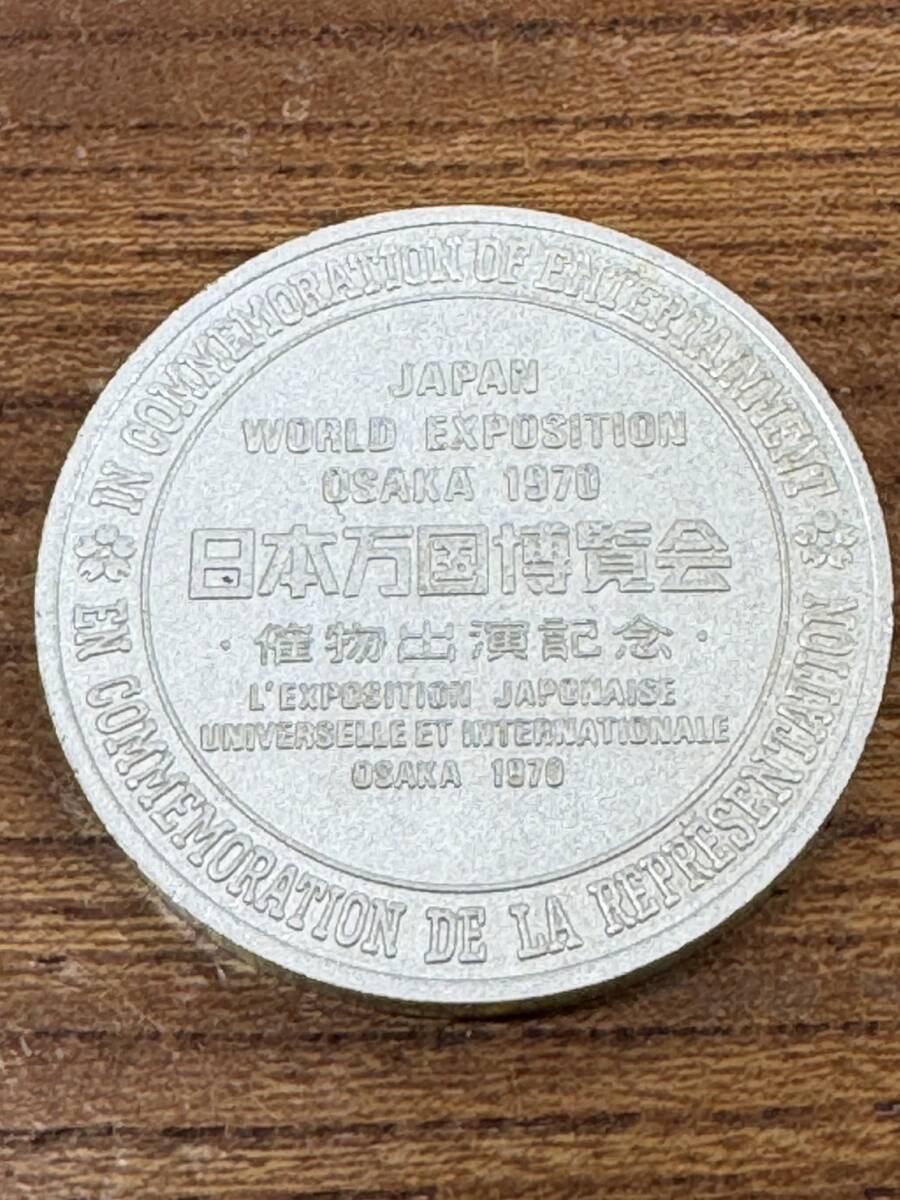 IN COMMEMORATION OF ENTERTAINMENT
JAPAN
WORLD EXPOSITION
OSAKA 1970
日本万国博覧会
・催物出演記念・
L'EXPOSITION JAPONAISE
UNIVERSELLE ET INTERNATIONALE
OSAKA 1970
EN COMMEMORATION DE LA REPRÉSENTATION